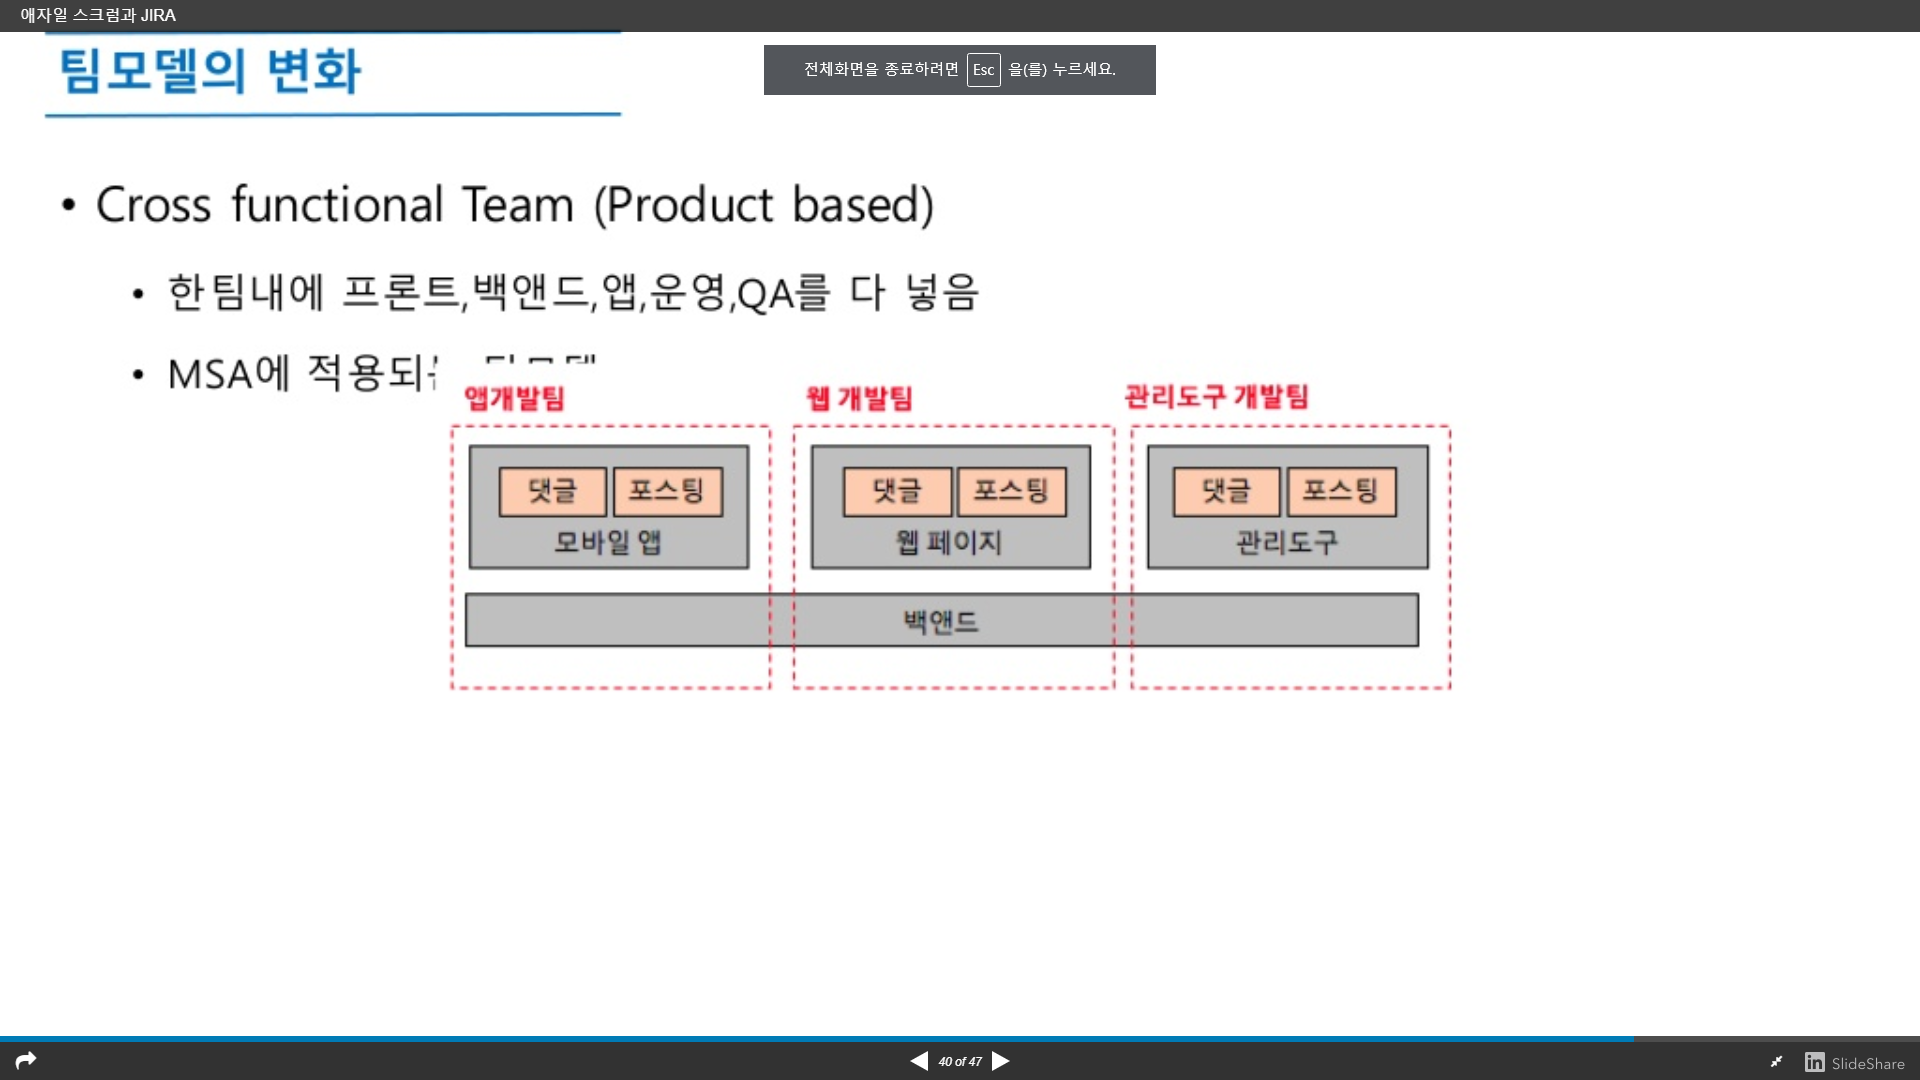 애자일 스크럼과 JIRA
팀모델의 변화
전체화면을 종료하려면 Esc 을(를) 누르세요.
• Cross functional Team (Product based)
• 한팀내에 프론트,백앤드,앱,운영,QA를 다 넣음
• MSA에
앱개발팀 웹 개발팀 관리도구 개발팀
댓글 포스팅 댓글 포스팅 댓글 포스팅
모바일 앱 웹 페이지 관리도구
백앤드
40 of 47
in SlideShare